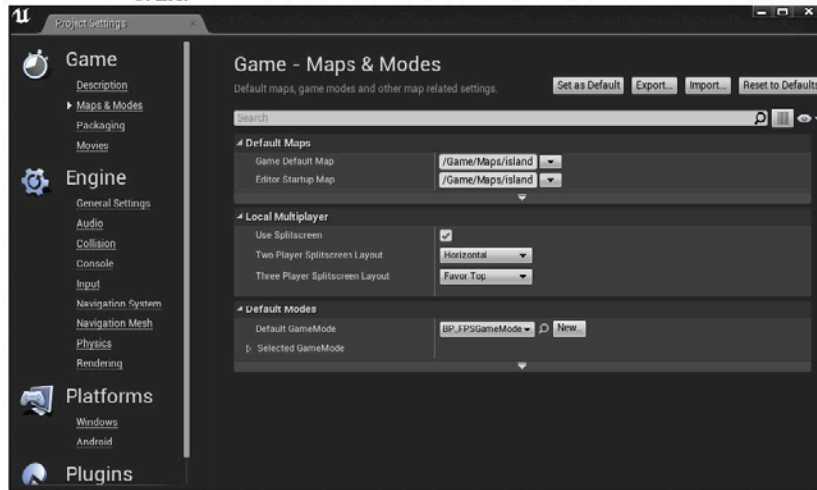 Project Settings
Game
Description
Maps & Modes
Packaging
Movies
Engine
General Settings
Audio
Collision
Console
Input
Navigation System
Navigation Mesh
Physics
Rendering
Platforms
Windows
Android
Plugins
Game - Maps & Modes
Default maps, game modes and other map related settings.
Set as Default Export... Import... Reset to Defaults
Search
Default Maps
Game Default Map /Game/Maps/island
Editor Startup Map /Game/Maps/island
Local Multiplayer
Use Splitscreen
Two Player Splitscreen Layout Horizontal
Three Player Splitscreen Layout Favor Top
Default Modes
Default GameMode BP_FPSGameMode New...
Selected GameMode